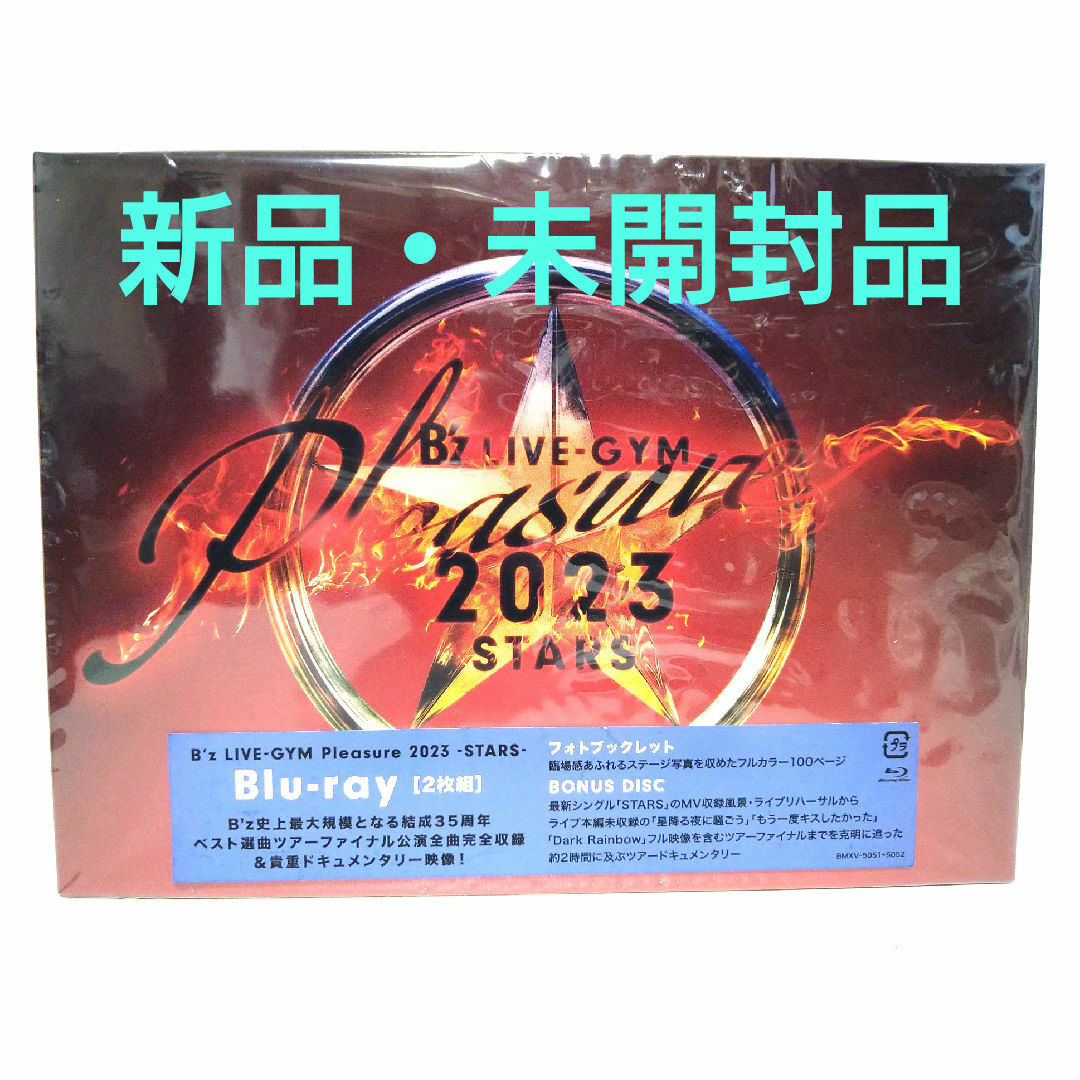 新品・未開封品
B'z LIVE-GYM
Pleasure
2023
STARS
B'z LIVE-GYM Pleasure 2023 -STARS-
Blu-ray [2枚組]
B'z史上最大規模となる結成35周年
ベスト選曲ツアーファイナル公演全曲完全収録
&貴重ドキュメンタリー映像!
フォトブックレット
臨場感あふれるステージ写真を収めたフルカラー100ページ
BONUS DISC
最新シングル「STARS」のMV収録風景・ライブリハーサルから
ライブ本編未収録の「星降る夜に騒ごう」「もう一度キスしたかった」
「Dark Rainbow」フル映像を含むツアーファイナルまでを克明に追った
約2時間に及ぶツアードキュメンタリー
プラ
BMXV-5051~5052